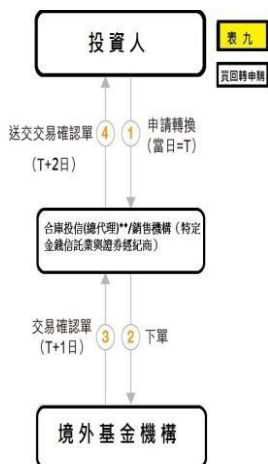 投資人
表九
買回轉申購
送交交易確認單
(T+2日)
4
1
申請轉換
(當日=T)
合庫投信(總代理)**/銷售機構（特定
金錢信託業與證券經紀商）
交易確認單
(T+1日)
3
2
下單
境外基金機構